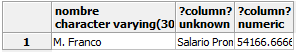 nombre ?column? ?column?
character varying(30 unknown numeric
1 M. Franco Salario Pron 54166.6666